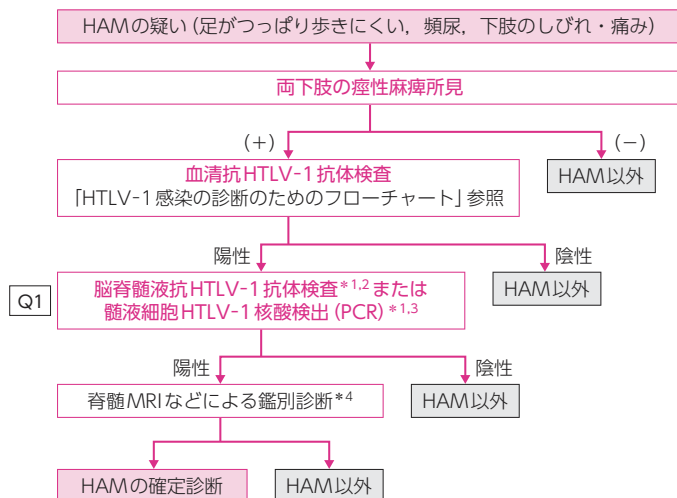 HAMの疑い(足がつっぱり歩きにくい，頻尿，下肢のしびれ・痛み)
両下肢の痙性麻痺所見
(＋)
(−)
血清抗HTLV-1抗体検査
「HTLV-1感染の診断のためのフローチャート」参照
HAM以外
陽性
陰性
Q1
脳脊髄液抗HTLV-1抗体検査*1,2または
髄液細胞HTLV-1核酸検出(PCR)*1,3
HAM以外
陽性
陰性
脊髄MRIなどによる鑑別診断*4
HAM以外
HAMの確定診断
HAM以外